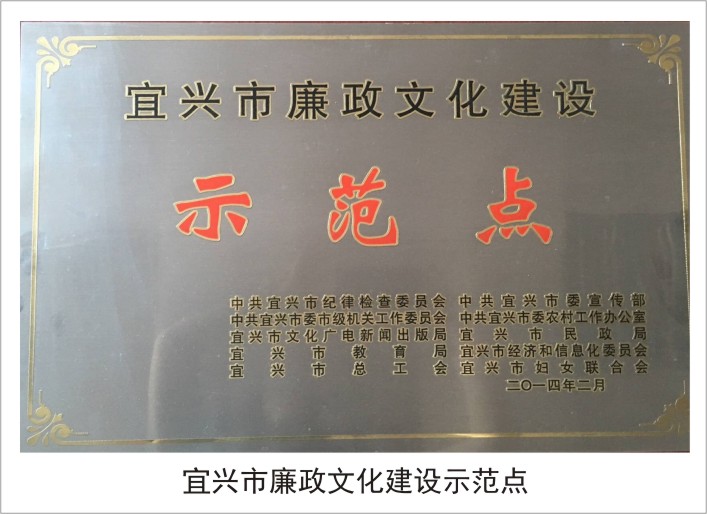 宜兴市廉政文化建设
示范点
中共宜兴市纪律检查委员会 中共宜兴市委宣传部
中共宜兴市委市级机关工作委员会 中共宜兴市委农村工作办公室
宜兴市文化广电新闻出版局 宜兴市民政局
宜兴市教育局 宜兴市经济和信息化委员会
宜兴市总工会 宜兴市妇女联合会
二〇一四年二月
宜兴市廉政文化建设示范点